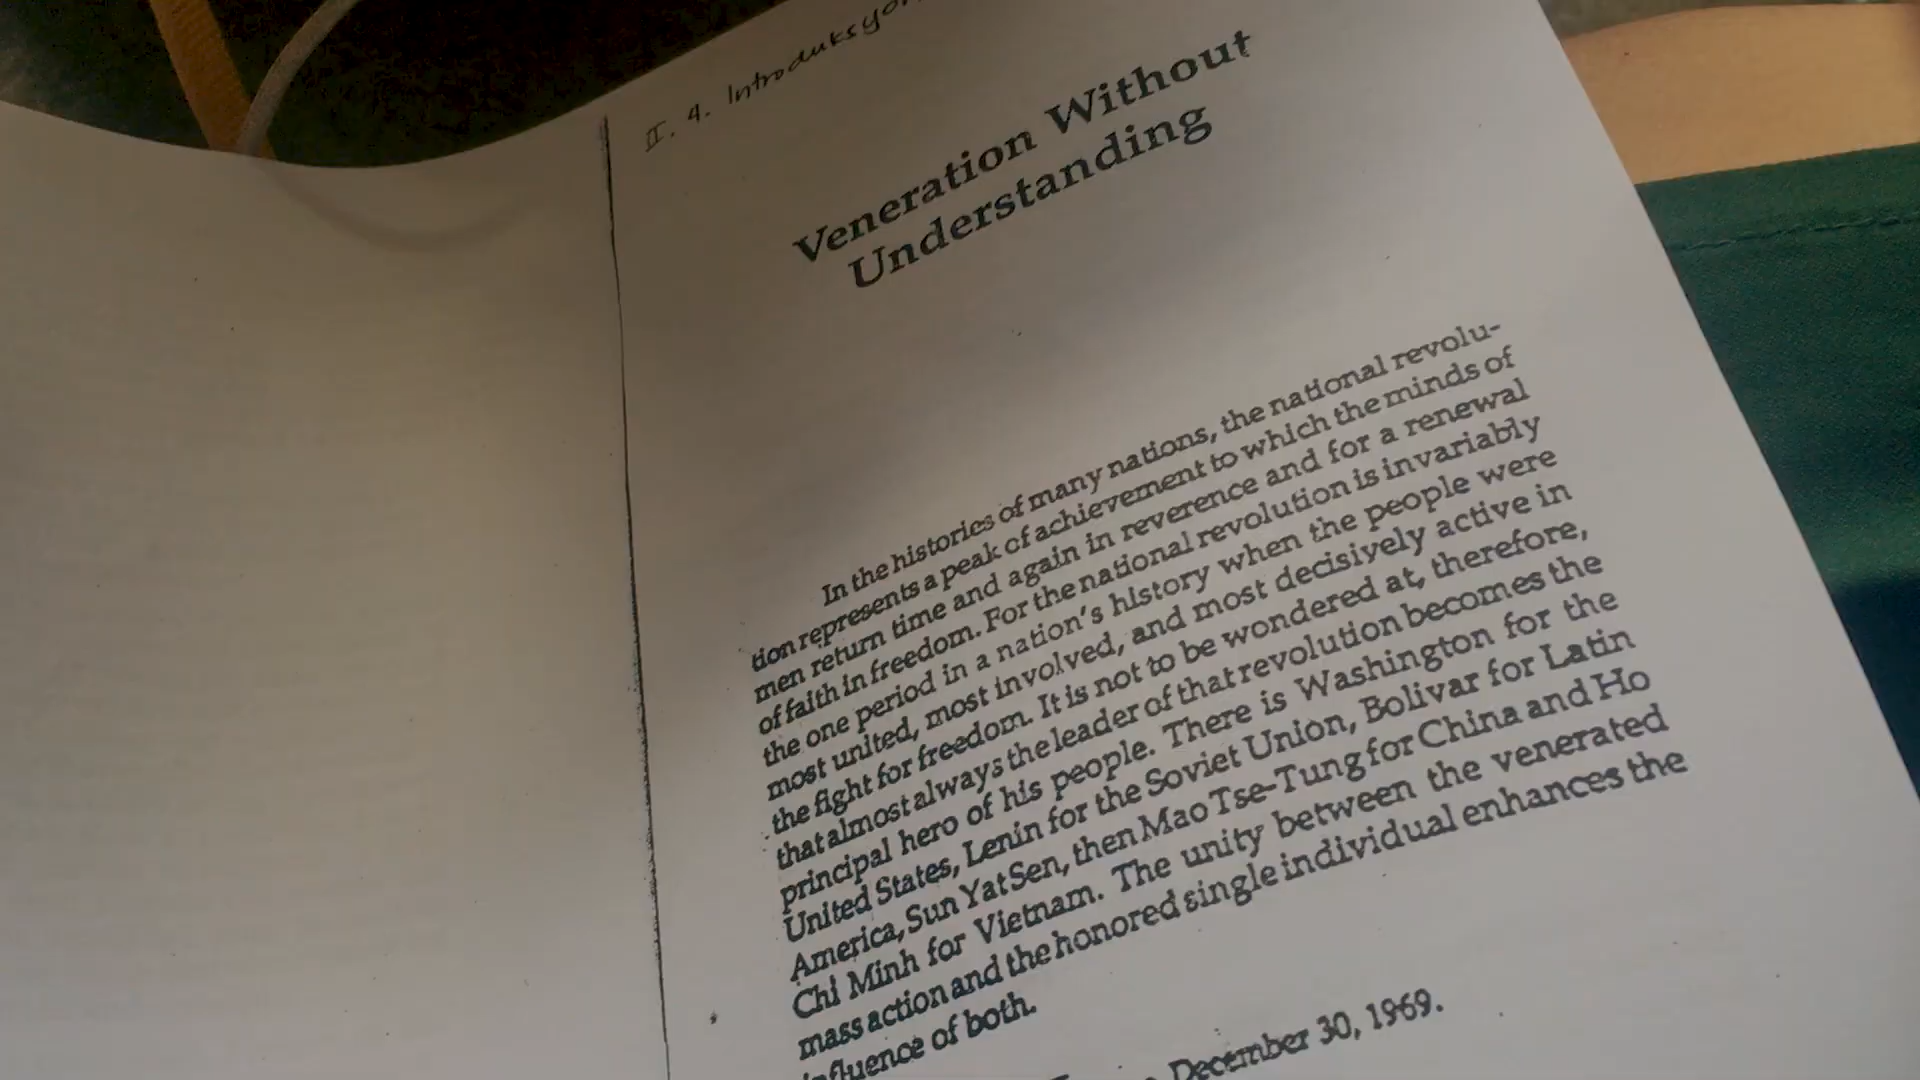 II. 4. Introduksyon
Veneration Without
Understanding
In the histories of many nations, the national revolu-
tion represents a peak of achievement to which the minds of
men return time and again in reverence and for a renewal
of faith in freedom. For the national revolution is invariably
the one period in a nation's history when the people were
most united, most involved, and most decisively active in
the fight for freedom. It is not to be wondered at, therefore,
that almost always the leader of that revolution becomes the
principal hero of his people. There is Washington for the
United States, Lenin for the Soviet Union, Bolivar for Latin
America, Sun Yat Sen, then Mao Tse-Tung for China and Ho
Chi Minh for Vietnam. The unity between the venerated
mass action and the honored single individual enhances the
influence of both.
December 30, 1969.